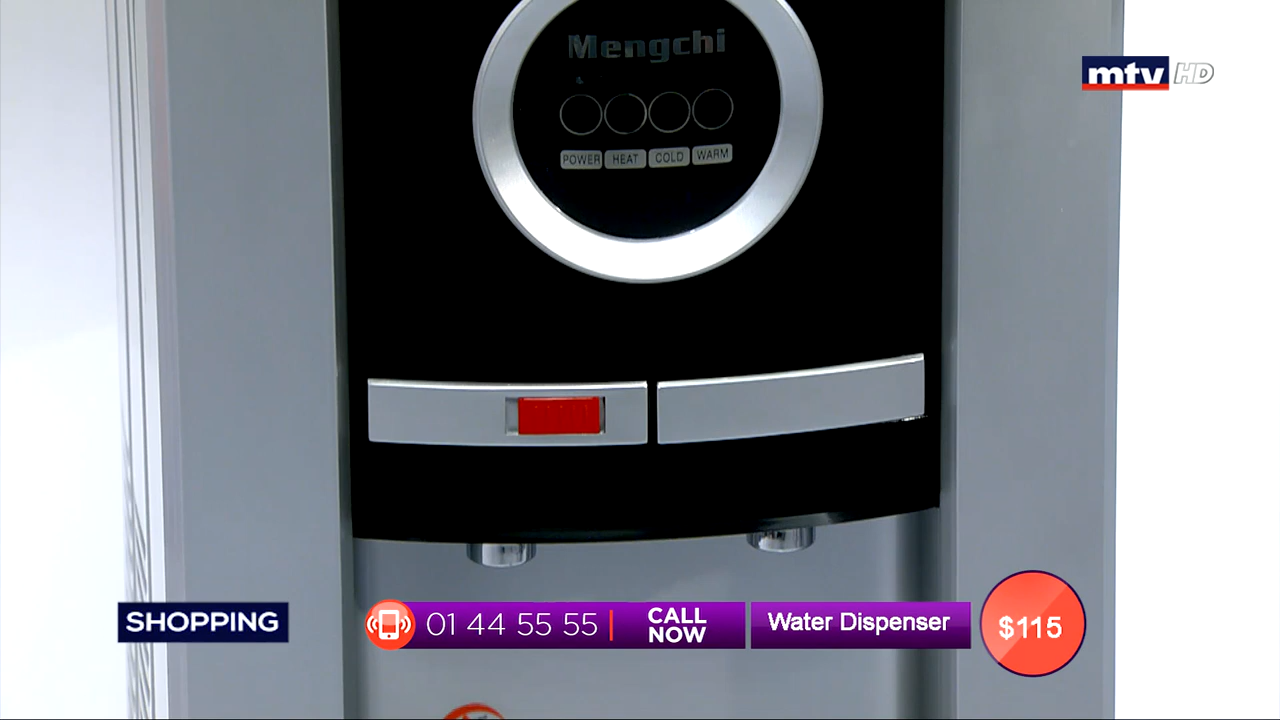 Mengchi
mtv HD
POWER HEAT COLD WARM
SHOPPING
01 44 55 55
CALL
NOW
Water Dispenser
$115